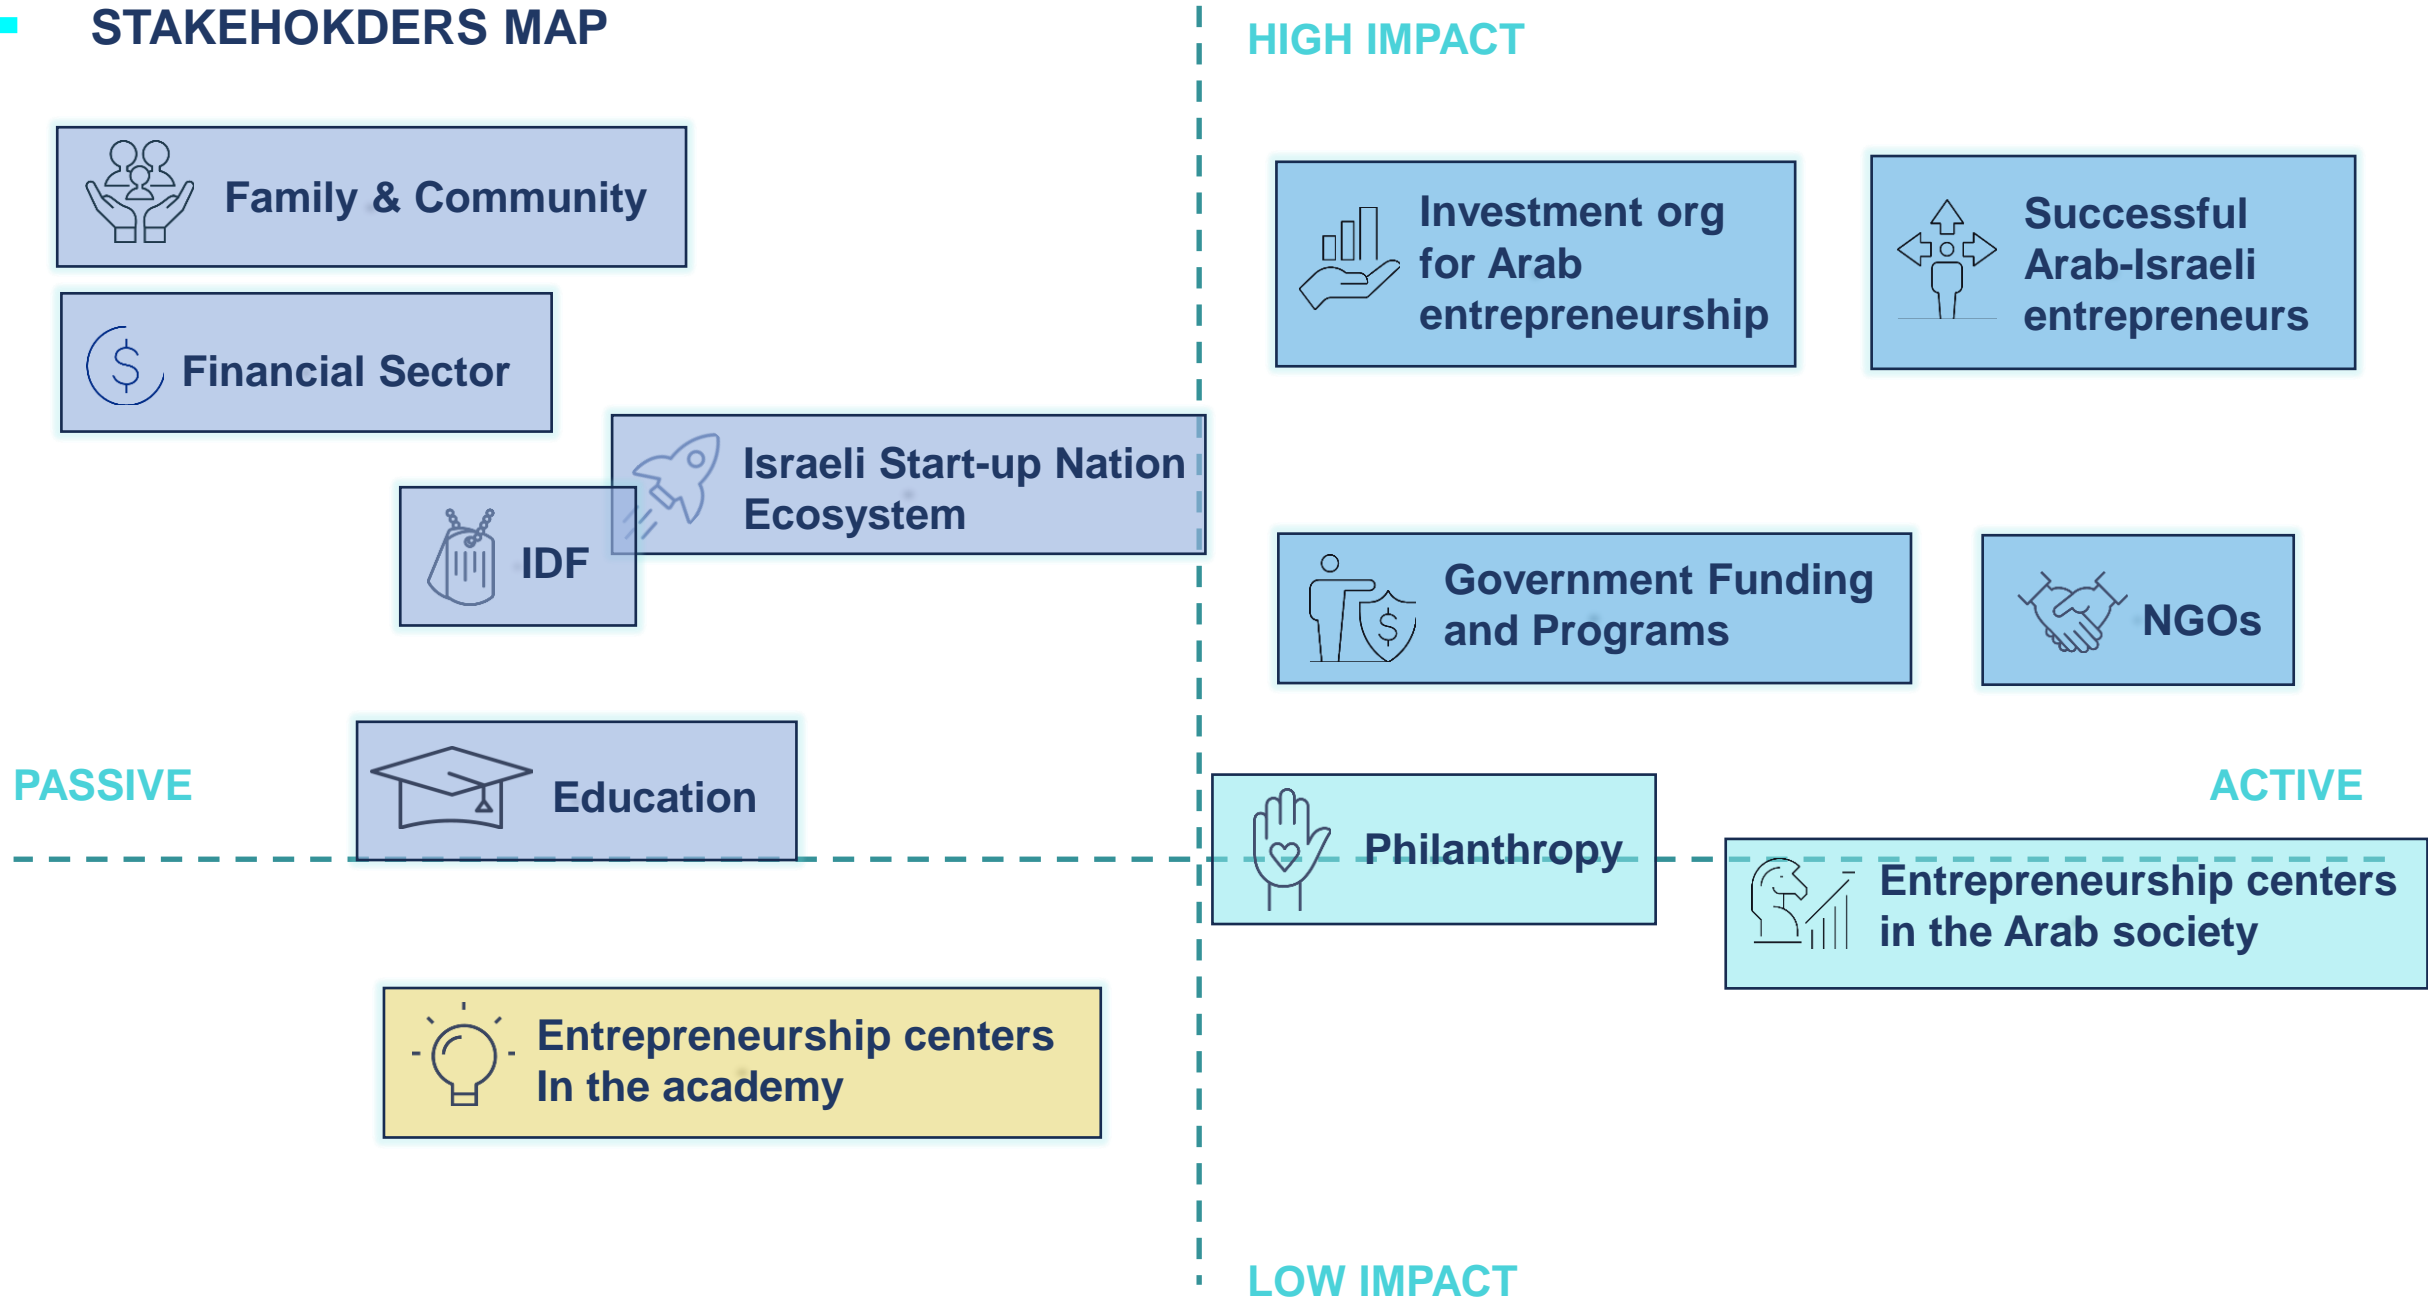 STAKEHOKDERS MAP
HIGH IMPACT
Family & Community
Financial Sector
Israeli Start-up Nation
Ecosystem
IDF
Education
PASSIVE
Investment org
for Arab
entrepreneurship
Successful
Arab-Israeli
entrepreneurs
Government Funding
and Programs
NGOs
ACTIVE
Philanthropy
Entrepreneurship centers
in the Arab society
Entrepreneurship centers
In the academy
LOW IMPACT